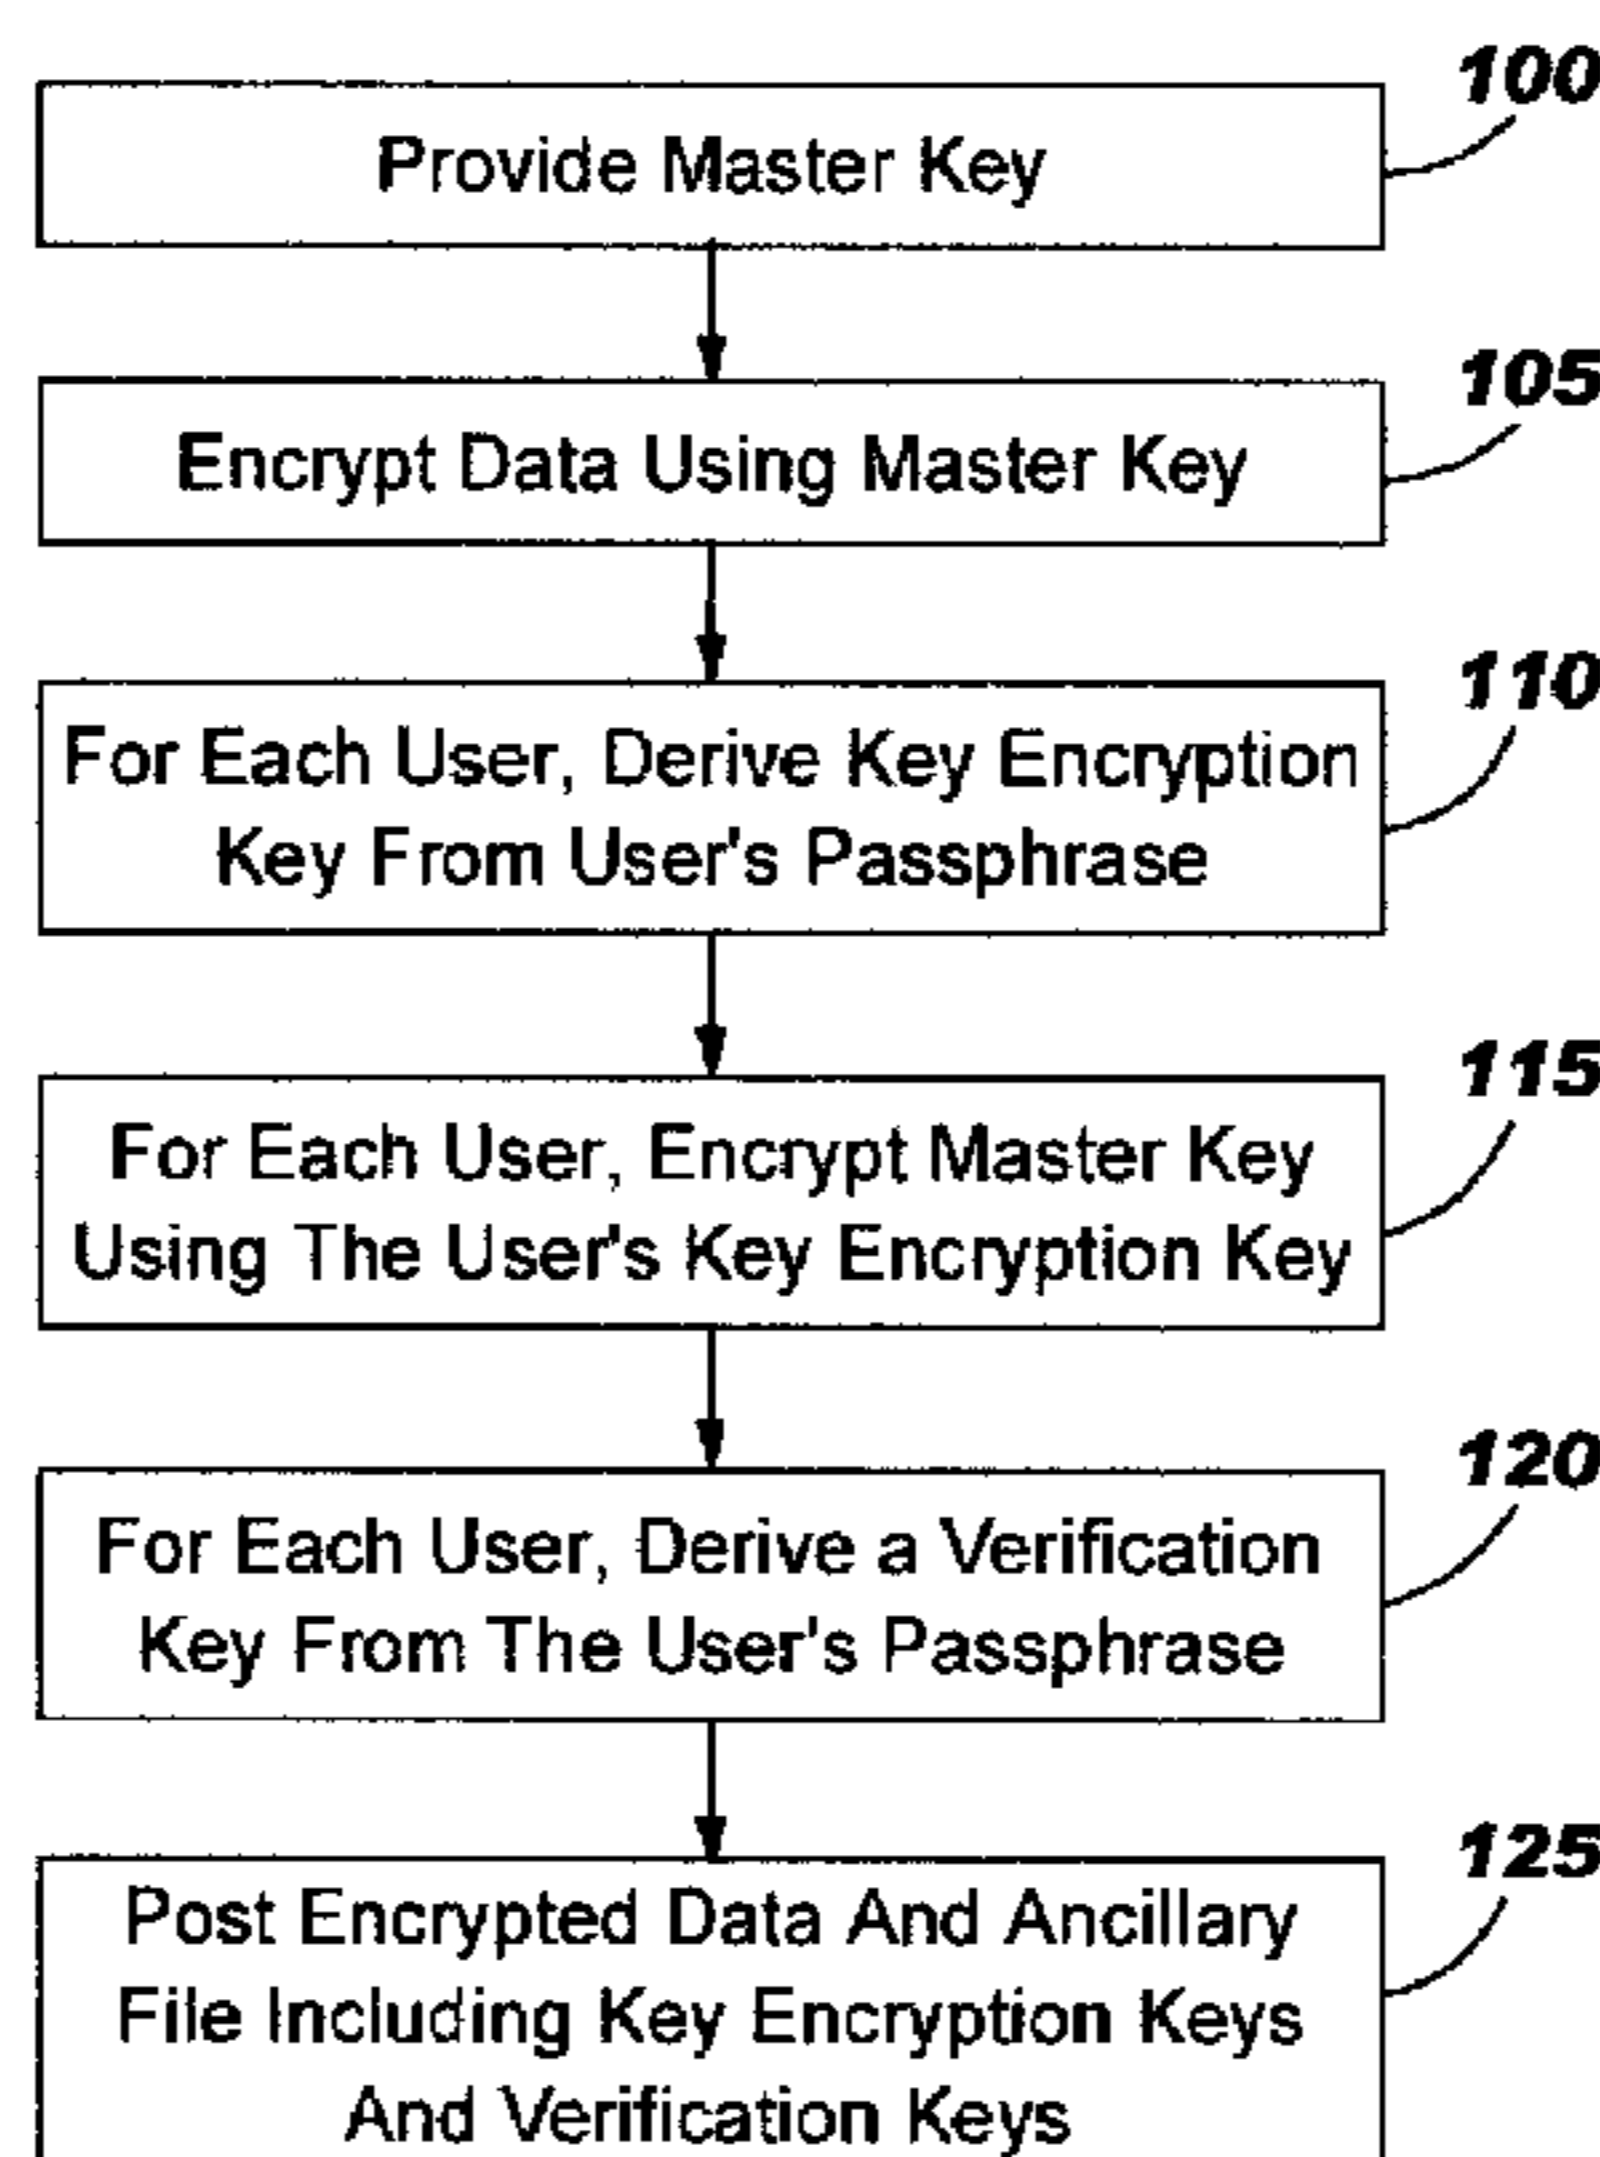 100
Provide Master Key
105
Encrypt Data Using Master Key
110
For Each User, Derive Key Encryption
Key From User's Passphrase
115
For Each User, Encrypt Master Key
Using The User's Key Encryption Key
120
For Each User, Derive a Verification
Key From The User's Passphrase
125
Post Encrypted Data And Ancillary
File Including Key Encryption Keys
And Verification Keys